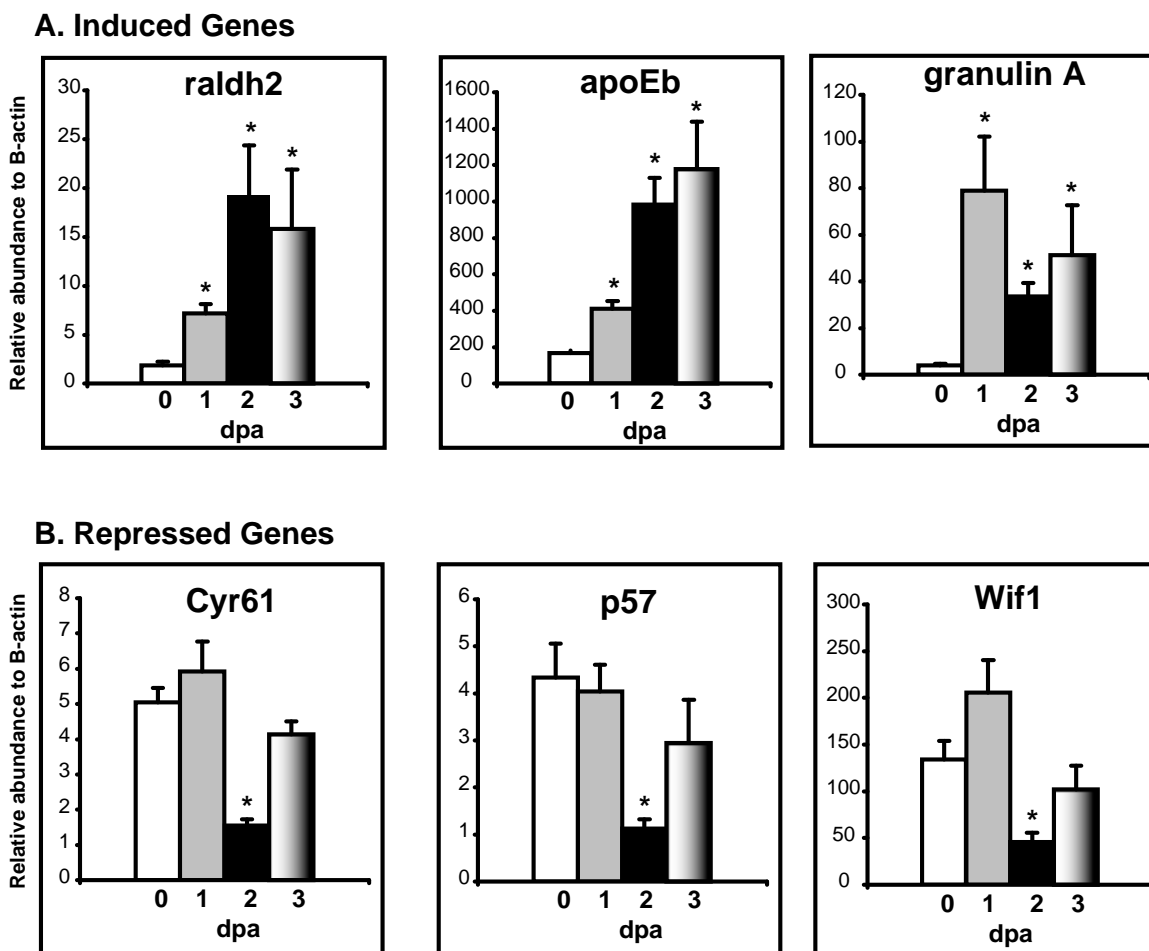 A. Induced Genes
Relative abundance to B-actin
raldh2
30
25
20
15
10
5
0
*
*
*
0 1 2 3
dpa
apoEb
1600
1400
1200
1000
800
600
400
200
0
*
*
*
0 1 2 3
dpa
granulin A
120
100
80
60
40
20
0
*
*
*
0 1 2 3
dpa
B. Repressed Genes
Relative abundance to B-actin
Cyr61
8
7
6
5
4
3
2
1
0
*
0 1 2 3
dpa
p57
6
5
4
3
2
1
0
*
0 1 2 3
dpa
Wif1
300
250
200
150
100
50
0
*
0 1 2 3
dpa